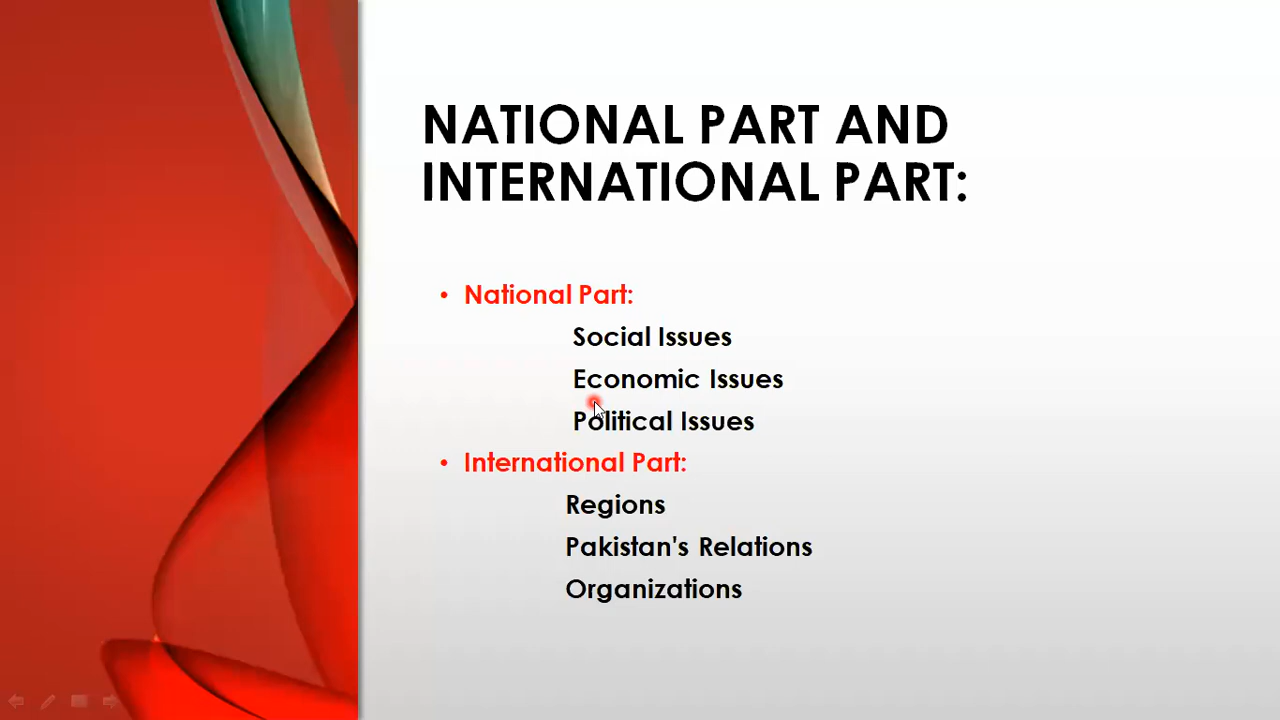 NATIONAL PART AND
INTERNATIONAL PART:
• National Part:
Social Issues
Economic Issues
Political Issues
• International Part:
Regions
Pakistan's Relations
Organizations